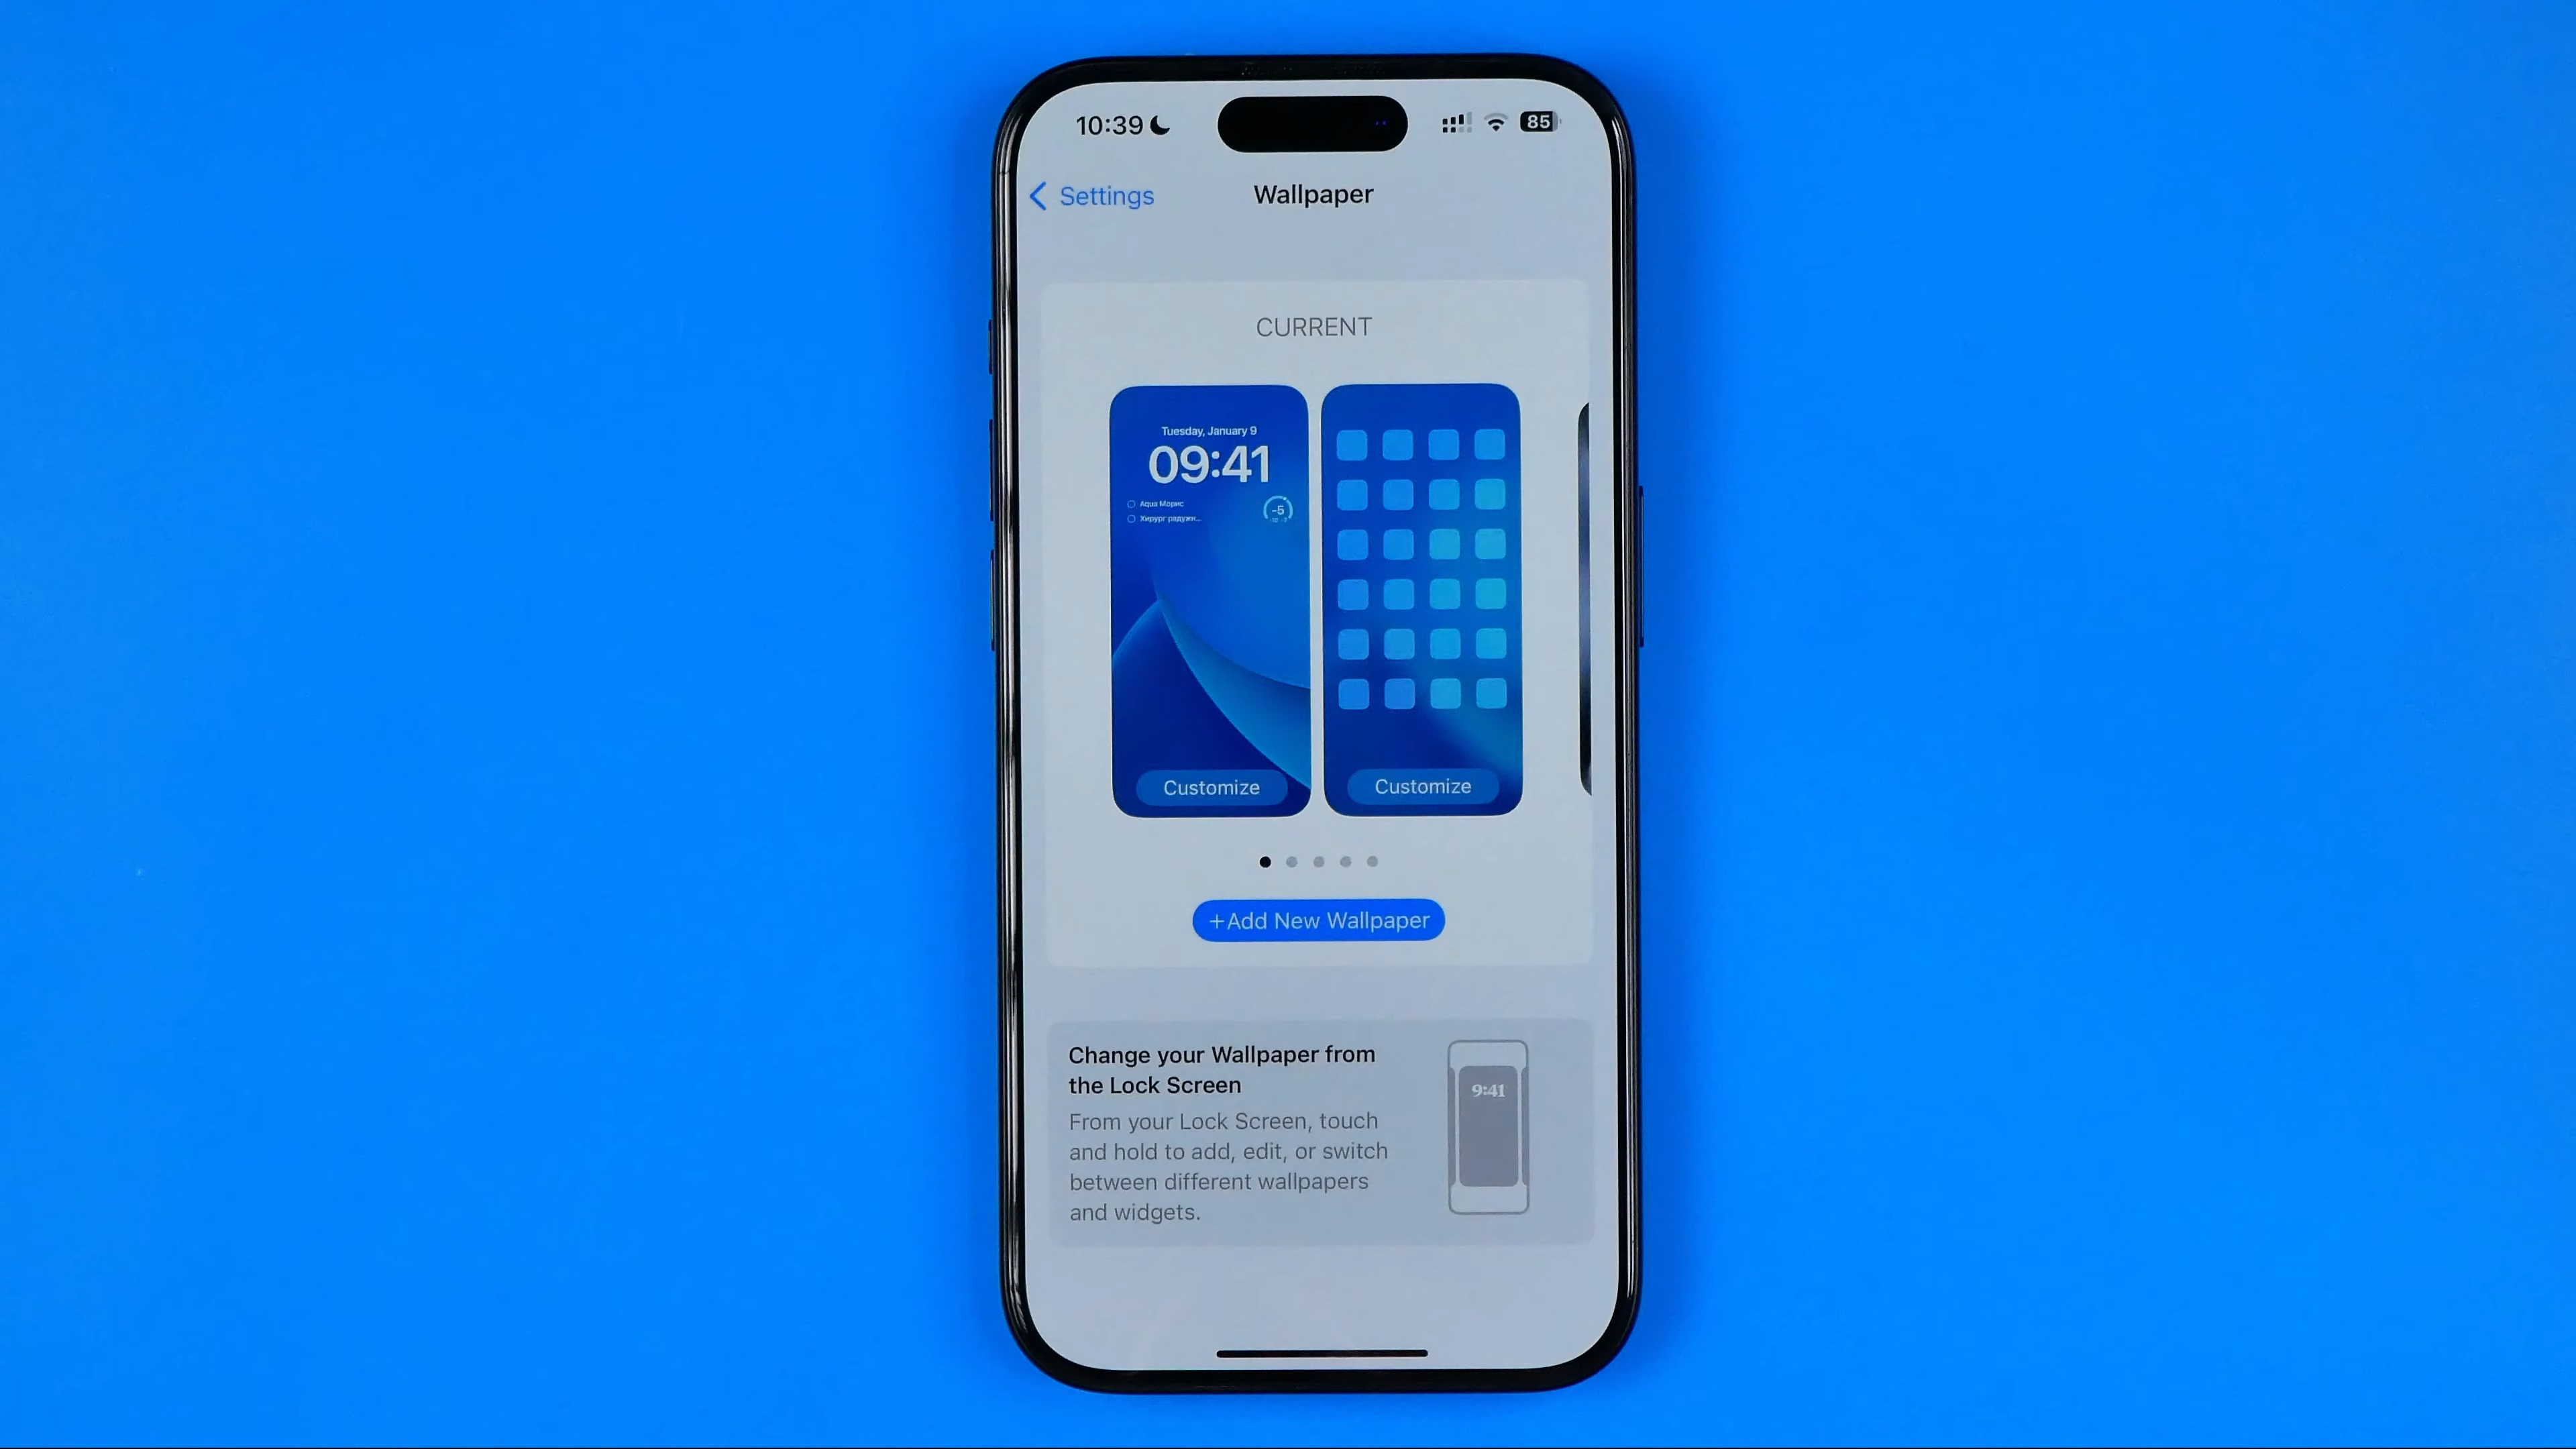 10:39
85
Settings
Wallpaper
CURRENT
Tuesday, January 9
09:41
Aqua Морис
Хирург радужн...
-5
Customize
Customize
+Add New Wallpaper
Change your Wallpaper from
the Lock Screen
9:41
From your Lock Screen, touch
and hold to add, edit, or switch
between different wallpapers
and widgets.